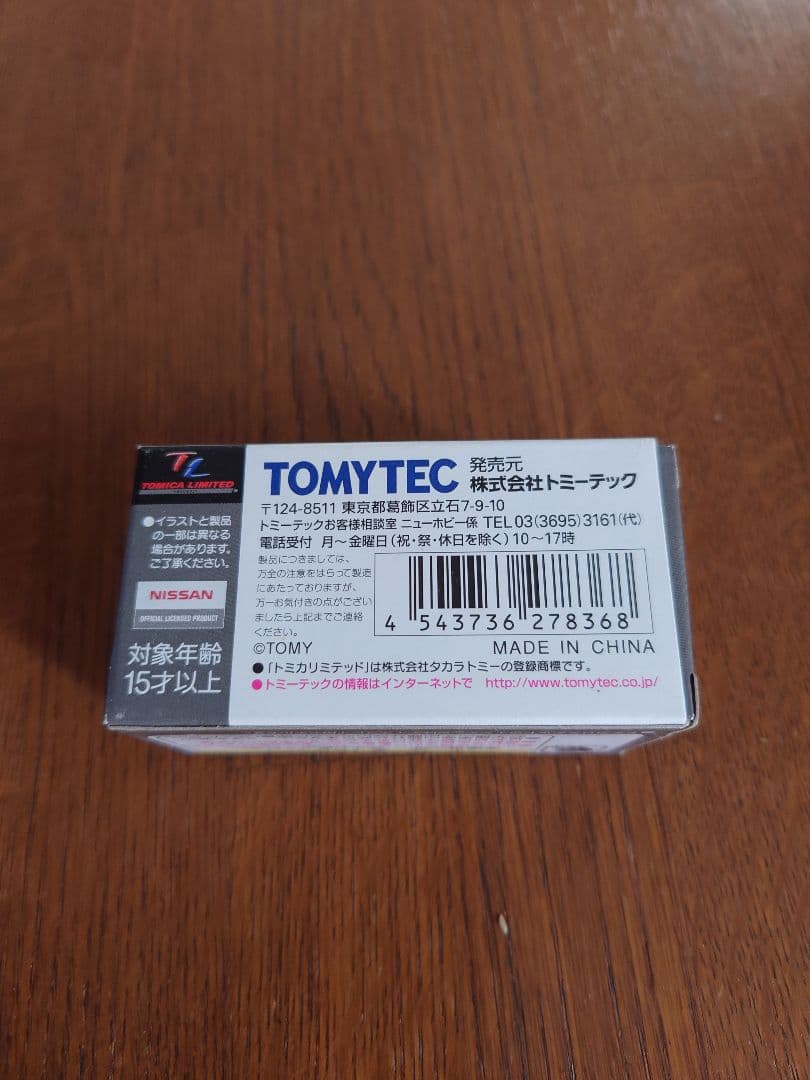 TL
TOMICA LIMITED
●イラストと製品
の一部は異なる
場合があります。
ご了承ください。
NISSAN
OFFICIAL LICENSED PRODUCT
対象年齢
15才以上
TOMYTEC 発売元 株式会社トミーテック
〒124-8511 東京都葛飾区立石7-9-10
トミーテックお客様相談室 ニューホビー係 TEL 03(3695)3161(代)
電話受付 月～金曜日(祝・祭・休日を除く)10～17時
製品につきましては、
万全の注意をはらって製造
にあたっておりますが、
万一お気付きの点がござい
ましたら上記までご連絡
ください。
4 543736 278368
©TOMY MADE IN CHINA
●「トミカリミテッド」は株式会社タカラトミーの登録商標です。
●トミーテックの情報はインターネットで http://www.tomytec.co.jp/